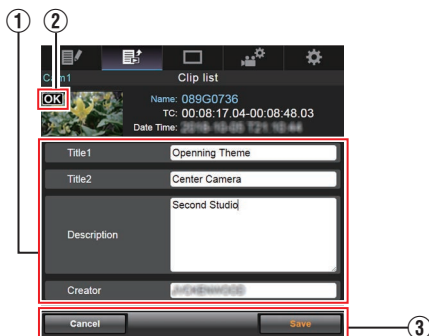 ① ②
Cam1 Clip list
OK
Name: 089G0736
TC: 00:08:17.04-00:08:48.03
Date Time:
Title1 Openning Theme
Title2 Center Camera
Description Second Studio
Creator
Cancel Save
③